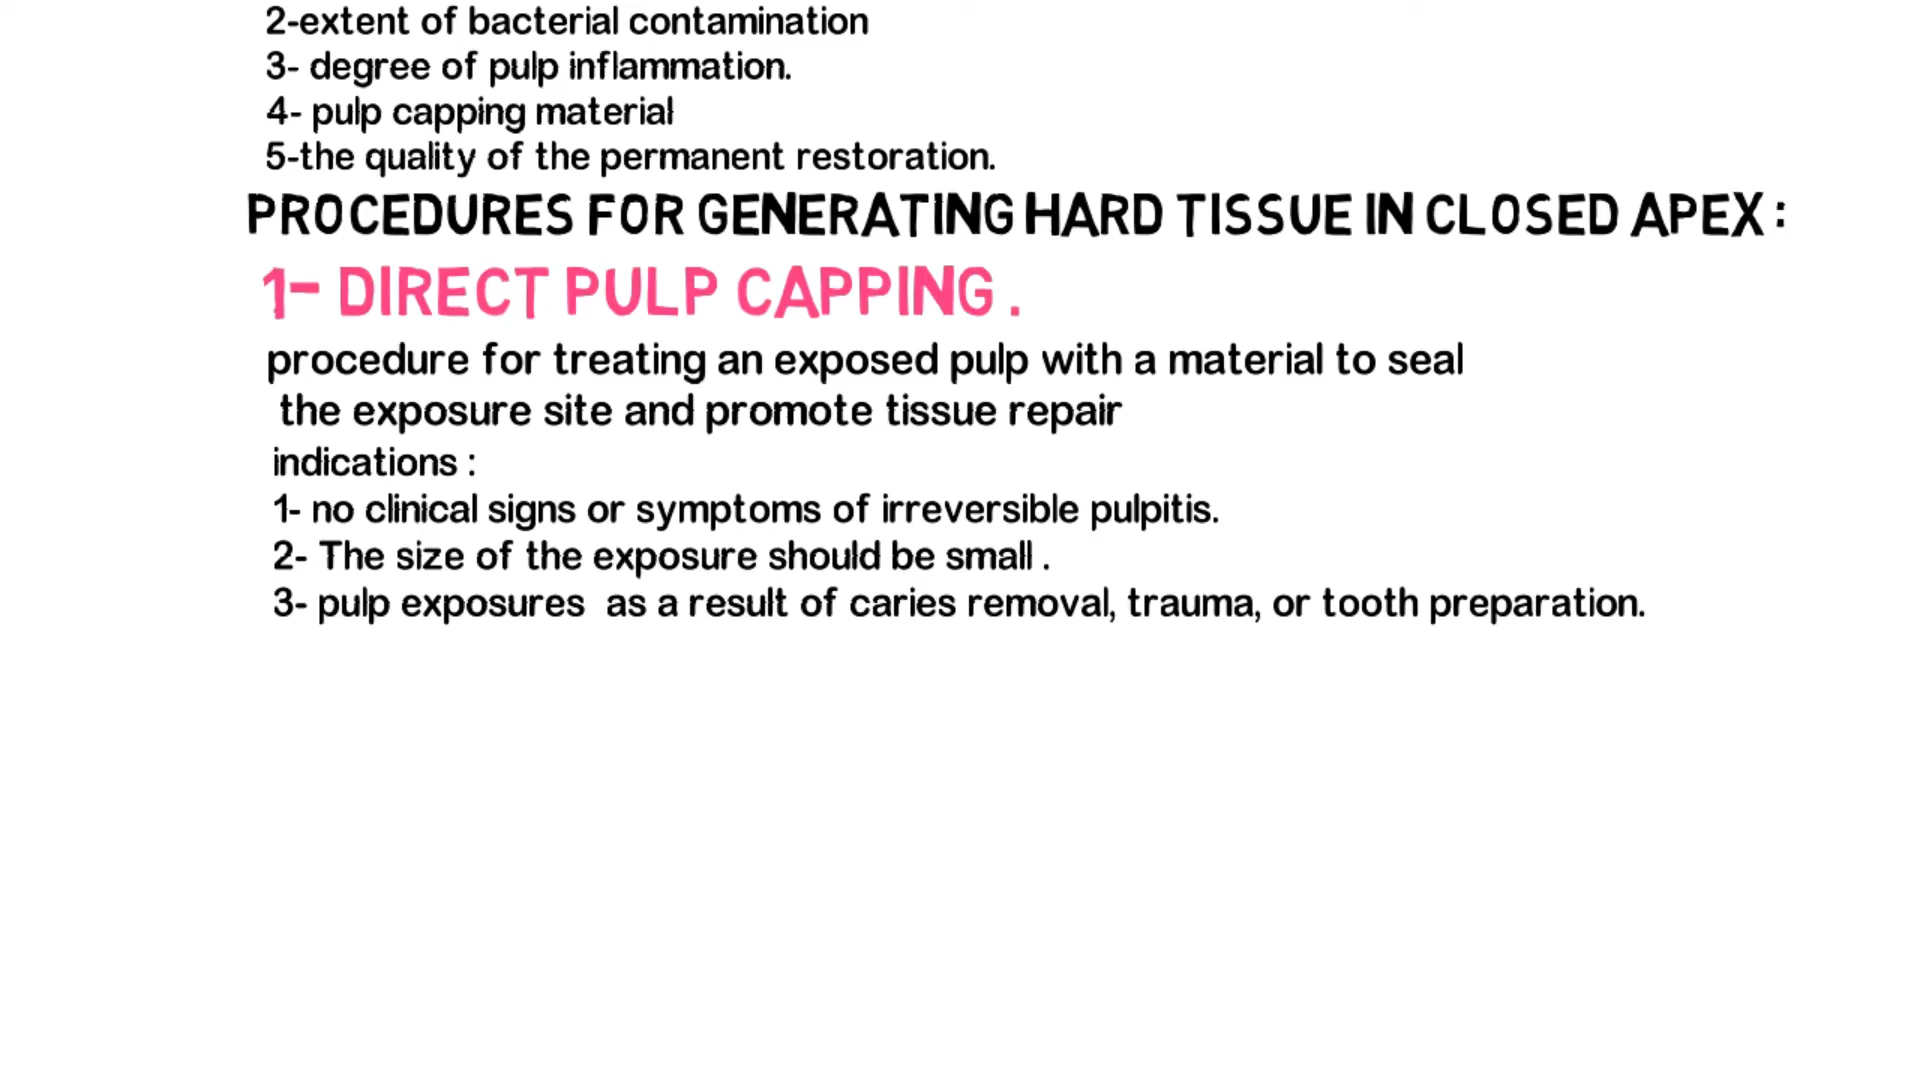 2-extent of bacterial contamination
3- degree of pulp inflammation.
4- pulp capping material
5-the quality of the permanent restoration.
PROCEDURES FOR GENERATING HARD TISSUE IN CLOSED APEX :
1- DIRECT PULP CAPPING .
procedure for treating an exposed pulp with a material to seal
the exposure site and promote tissue repair
indications :
1- no clinical signs or symptoms of irreversible pulpitis.
2- The size of the exposure should be small .
3- pulp exposures as a result of caries removal, trauma, or tooth preparation.